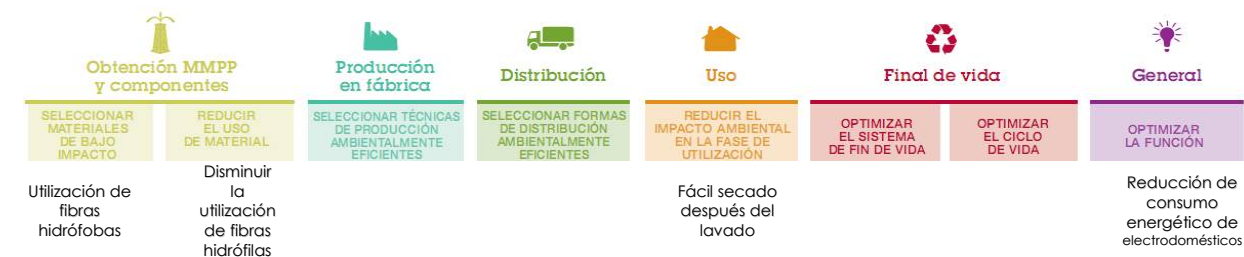 Obtención MMPP
y componentes
SELECCIONAR
MATERIALES
DE BAJO
IMPACTO
REDUCIR
EL USO
DE MATERIAL
Utilización de
fibras
hidrófobas
Disminuir
la
utilización
de fibras
hidrófilas
Producción
en fábrica
SELECCIONAR TÉCNICAS
DE PRODUCCIÓN
AMBIENTALMENTE
EFICIENTES
Distribución
SELECCIONAR FORMAS
DE DISTRIBUCIÓN
AMBIENTALMENTE
EFICIENTES
Uso
REDUCIR EL
IMPACTO AMBIENTAL
EN LA FASE DE
UTILIZACIÓN
Fácil secado
después del
lavado
Final de vida
OPTIMIZAR
EL SISTEMA
DE FIN DE VIDA
OPTIMIZAR
EL CICLO
DE VIDA
General
OPTIMIZAR
LA FUNCIÓN
Reducción de
consumo
energético de
electrodomésticos